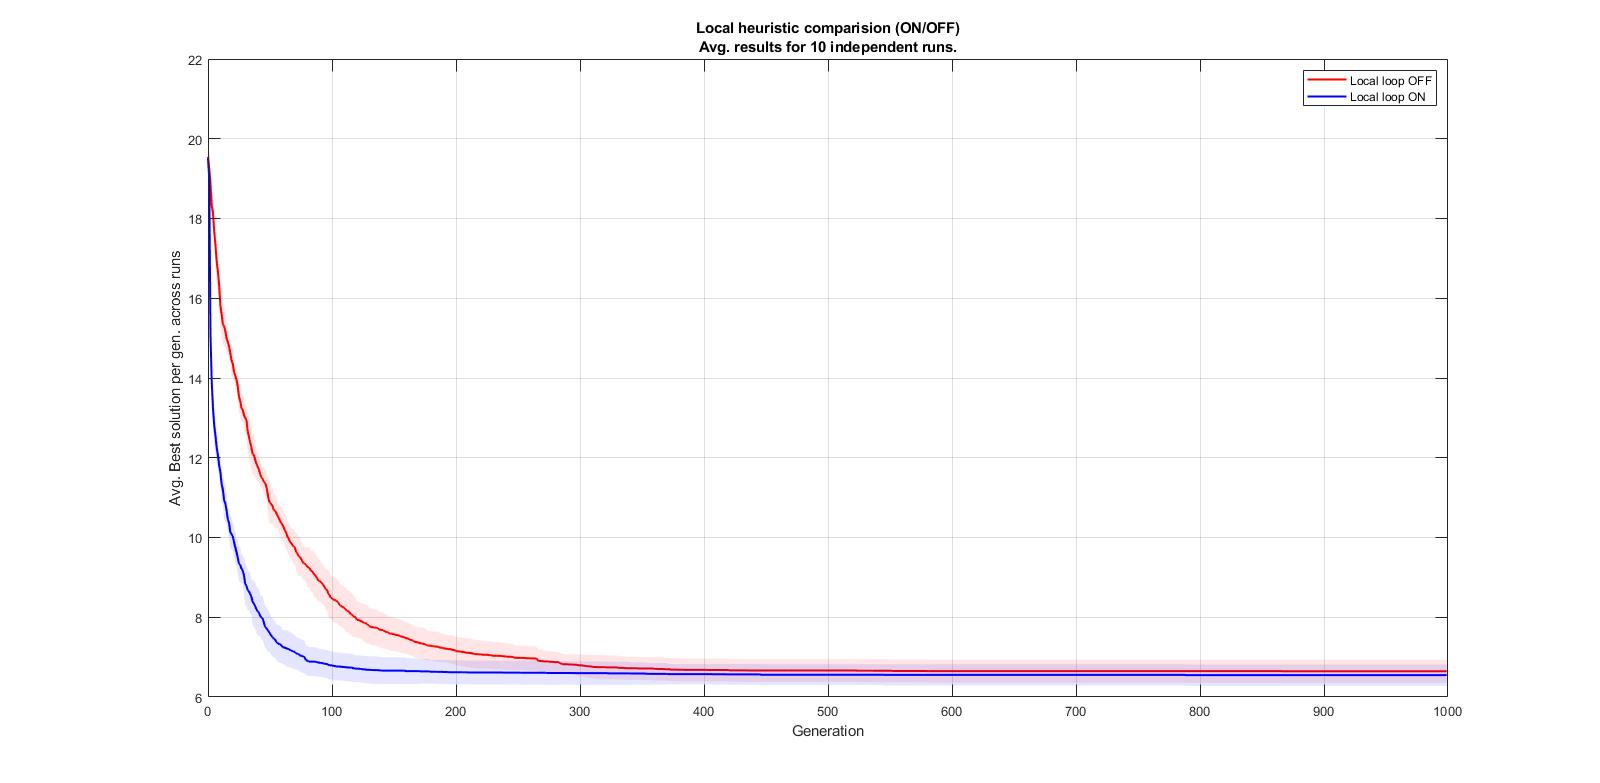 Local heuristic comparision (ON/OFF)
Avg. results for 10 independent runs.
Local loop OFF
Local loop ON
Avg. Best solution per gen. across runs
22
20
18
16
14
12
10
8
6
0 100 200 300 400 500 600 700 800 900 1000
Generation